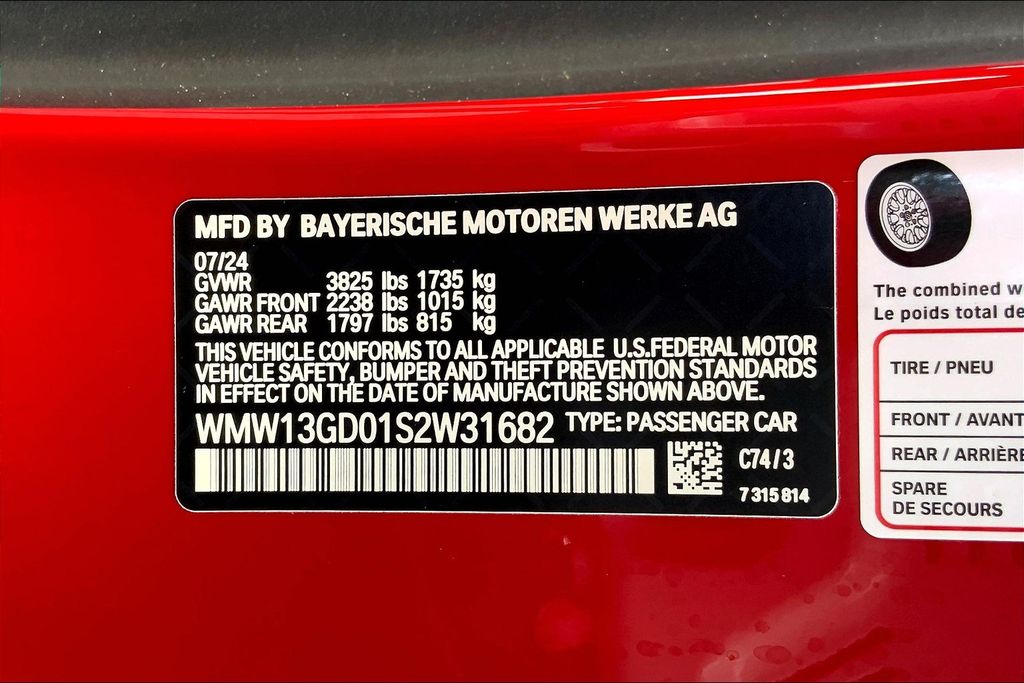 MFD BY BAYERISCHE MOTOREN WERKE AG
07/24
GVWR 3825 lbs 1735 kg
GAWR FRONT 2238 lbs 1015 kg
GAWR REAR 1797 lbs 815 kg
THIS VEHICLE CONFORMS TO ALL APPLICABLE U.S.FEDERAL MOTOR
VEHICLE SAFETY, BUMPER AND THEFT PREVENTION STANDARDS
IN EFFECT ON THE DATE OF MANUFACTURE SHOWN ABOVE.
WMW13GD01S2W31682 TYPE: PASSENGER CAR
C74/3
7315814
The combined w
Le poids total de
TIRE / PNEU
FRONT / AVANT
REAR / ARRIÈRE
SPARE
DE SECOURS